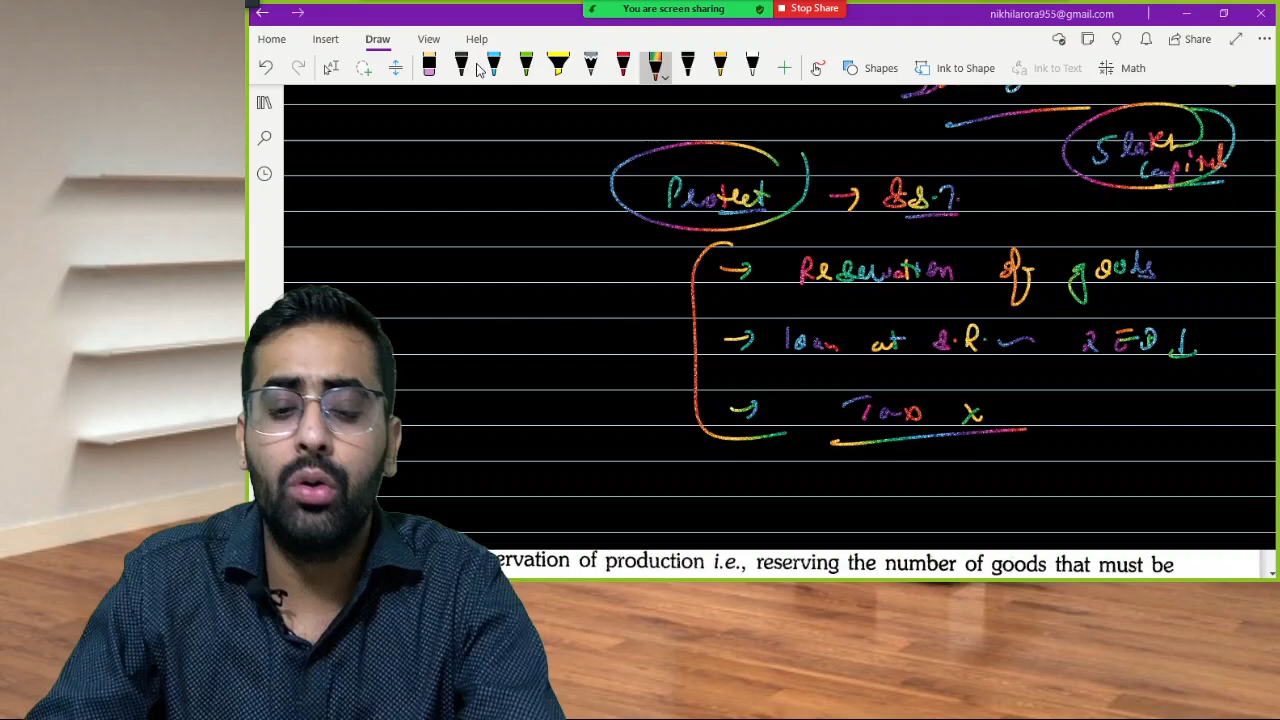 You are screen sharing
Stop Share
nikhilarora955@gmail.com
Home Insert Draw View Help
Share
Shapes Ink to Shape Ink to Text Math
5 lakh
Capital
Protect → S.S.I
→ Reservation of goods
→ loan at S.R.
→ Tax x
ervation of production i.e., reserving the number of goods that must be